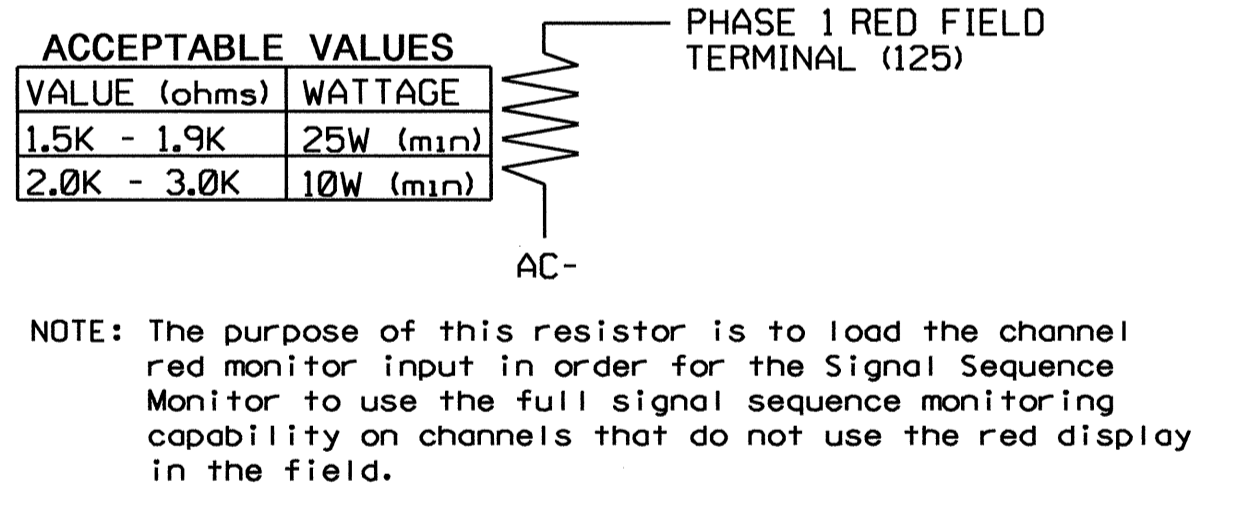 ACCEPTABLE VALUES
VALUE (ohms) WATTAGE
1.5K - 1.9K 25W (min)
2.0K - 3.0K 10W (min)
PHASE 1 RED FIELD
TERMINAL (125)
AC-
NOTE: The purpose of this resistor is to load the channel
red monitor input in order for the Signal Sequence
Monitor to use the full signal sequence monitoring
capability on channels that do not use the red display
in the field.